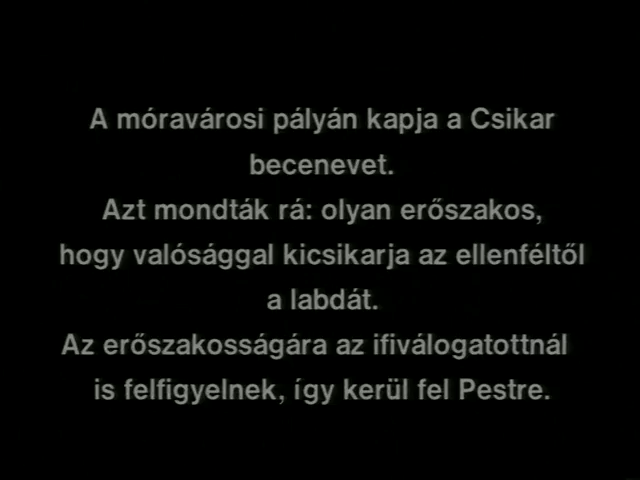 A móravárosi pályán kapja a Csikar
becenevet.
Azt mondták rá: olyan erőszakos,
hogy valósággal kicsikarja az ellenféltől
a labdát.
Az erőszakosságára az ifiválogatottnál
is felfigyelnek, így kerül fel Pestre.